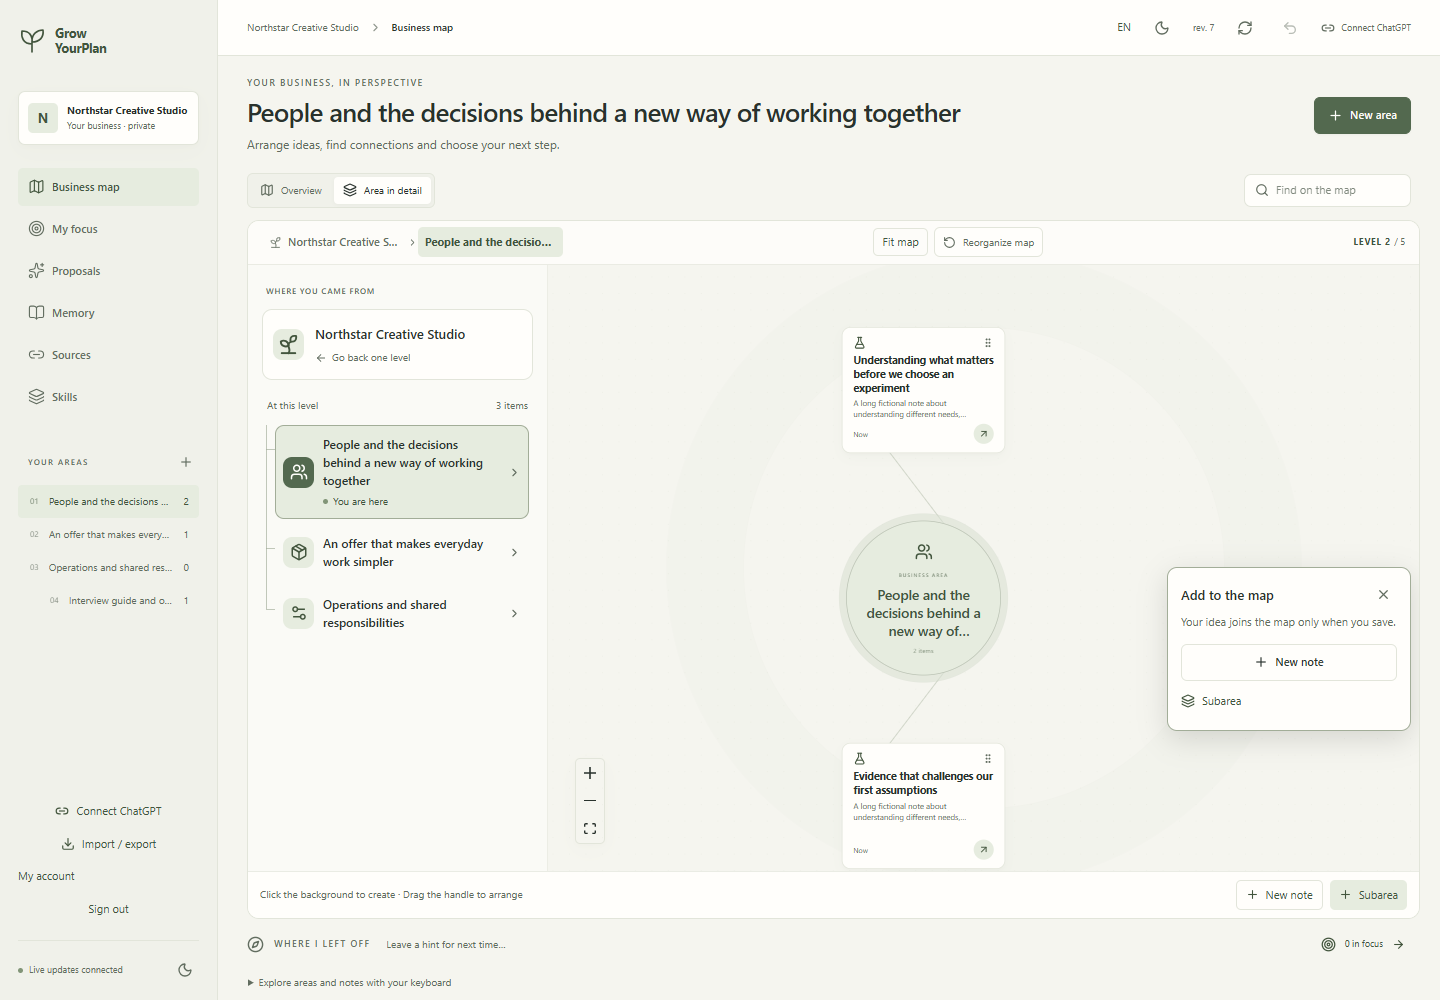 Grow
YourPlan
N
Northstar Creative Studio
Your business · private
Business map
My focus
Proposals
Memory
Sources
Skills
YOUR AREAS
01 People and the decisions ... 2
02 An offer that makes every... 1
03 Operations and shared res... 0
04 Interview guide and o... 1
Connect ChatGPT
Import / export
My account
Sign out
Live updates connected
Northstar Creative Studio > Business map
EN
rev. 7
Connect ChatGPT
YOUR BUSINESS, IN PERSPECTIVE
People and the decisions behind a new way of working together
Arrange ideas, find connections and choose your next step.
New area
Overview
Area in detail
Find on the map
Northstar Creative S... > People and the decisio...
Fit map
Reorganize map
LEVEL 2 / 5
WHERE YOU CAME FROM
Northstar Creative Studio
Go back one level
At this level
3 items
People and the decisions
behind a new way of working
together
You are here
An offer that makes everyday
work simpler
Operations and shared
responsibilities
Understanding what matters
before we choose an
experiment
A long fictional note about
understanding different needs,...
Now
BUSINESS AREA
People and the
decisions behind a
new way of...
2 items
Evidence that challenges our
first assumptions
A long fictional note about
understanding different needs,...
Now
Add to the map
Your idea joins the map only when you save.
New note
Subarea
Click the background to create · Drag the handle to arrange
New note
Subarea
WHERE I LEFT OFF
Leave a hint for next time...
0 in focus
Explore areas and notes with your keyboard